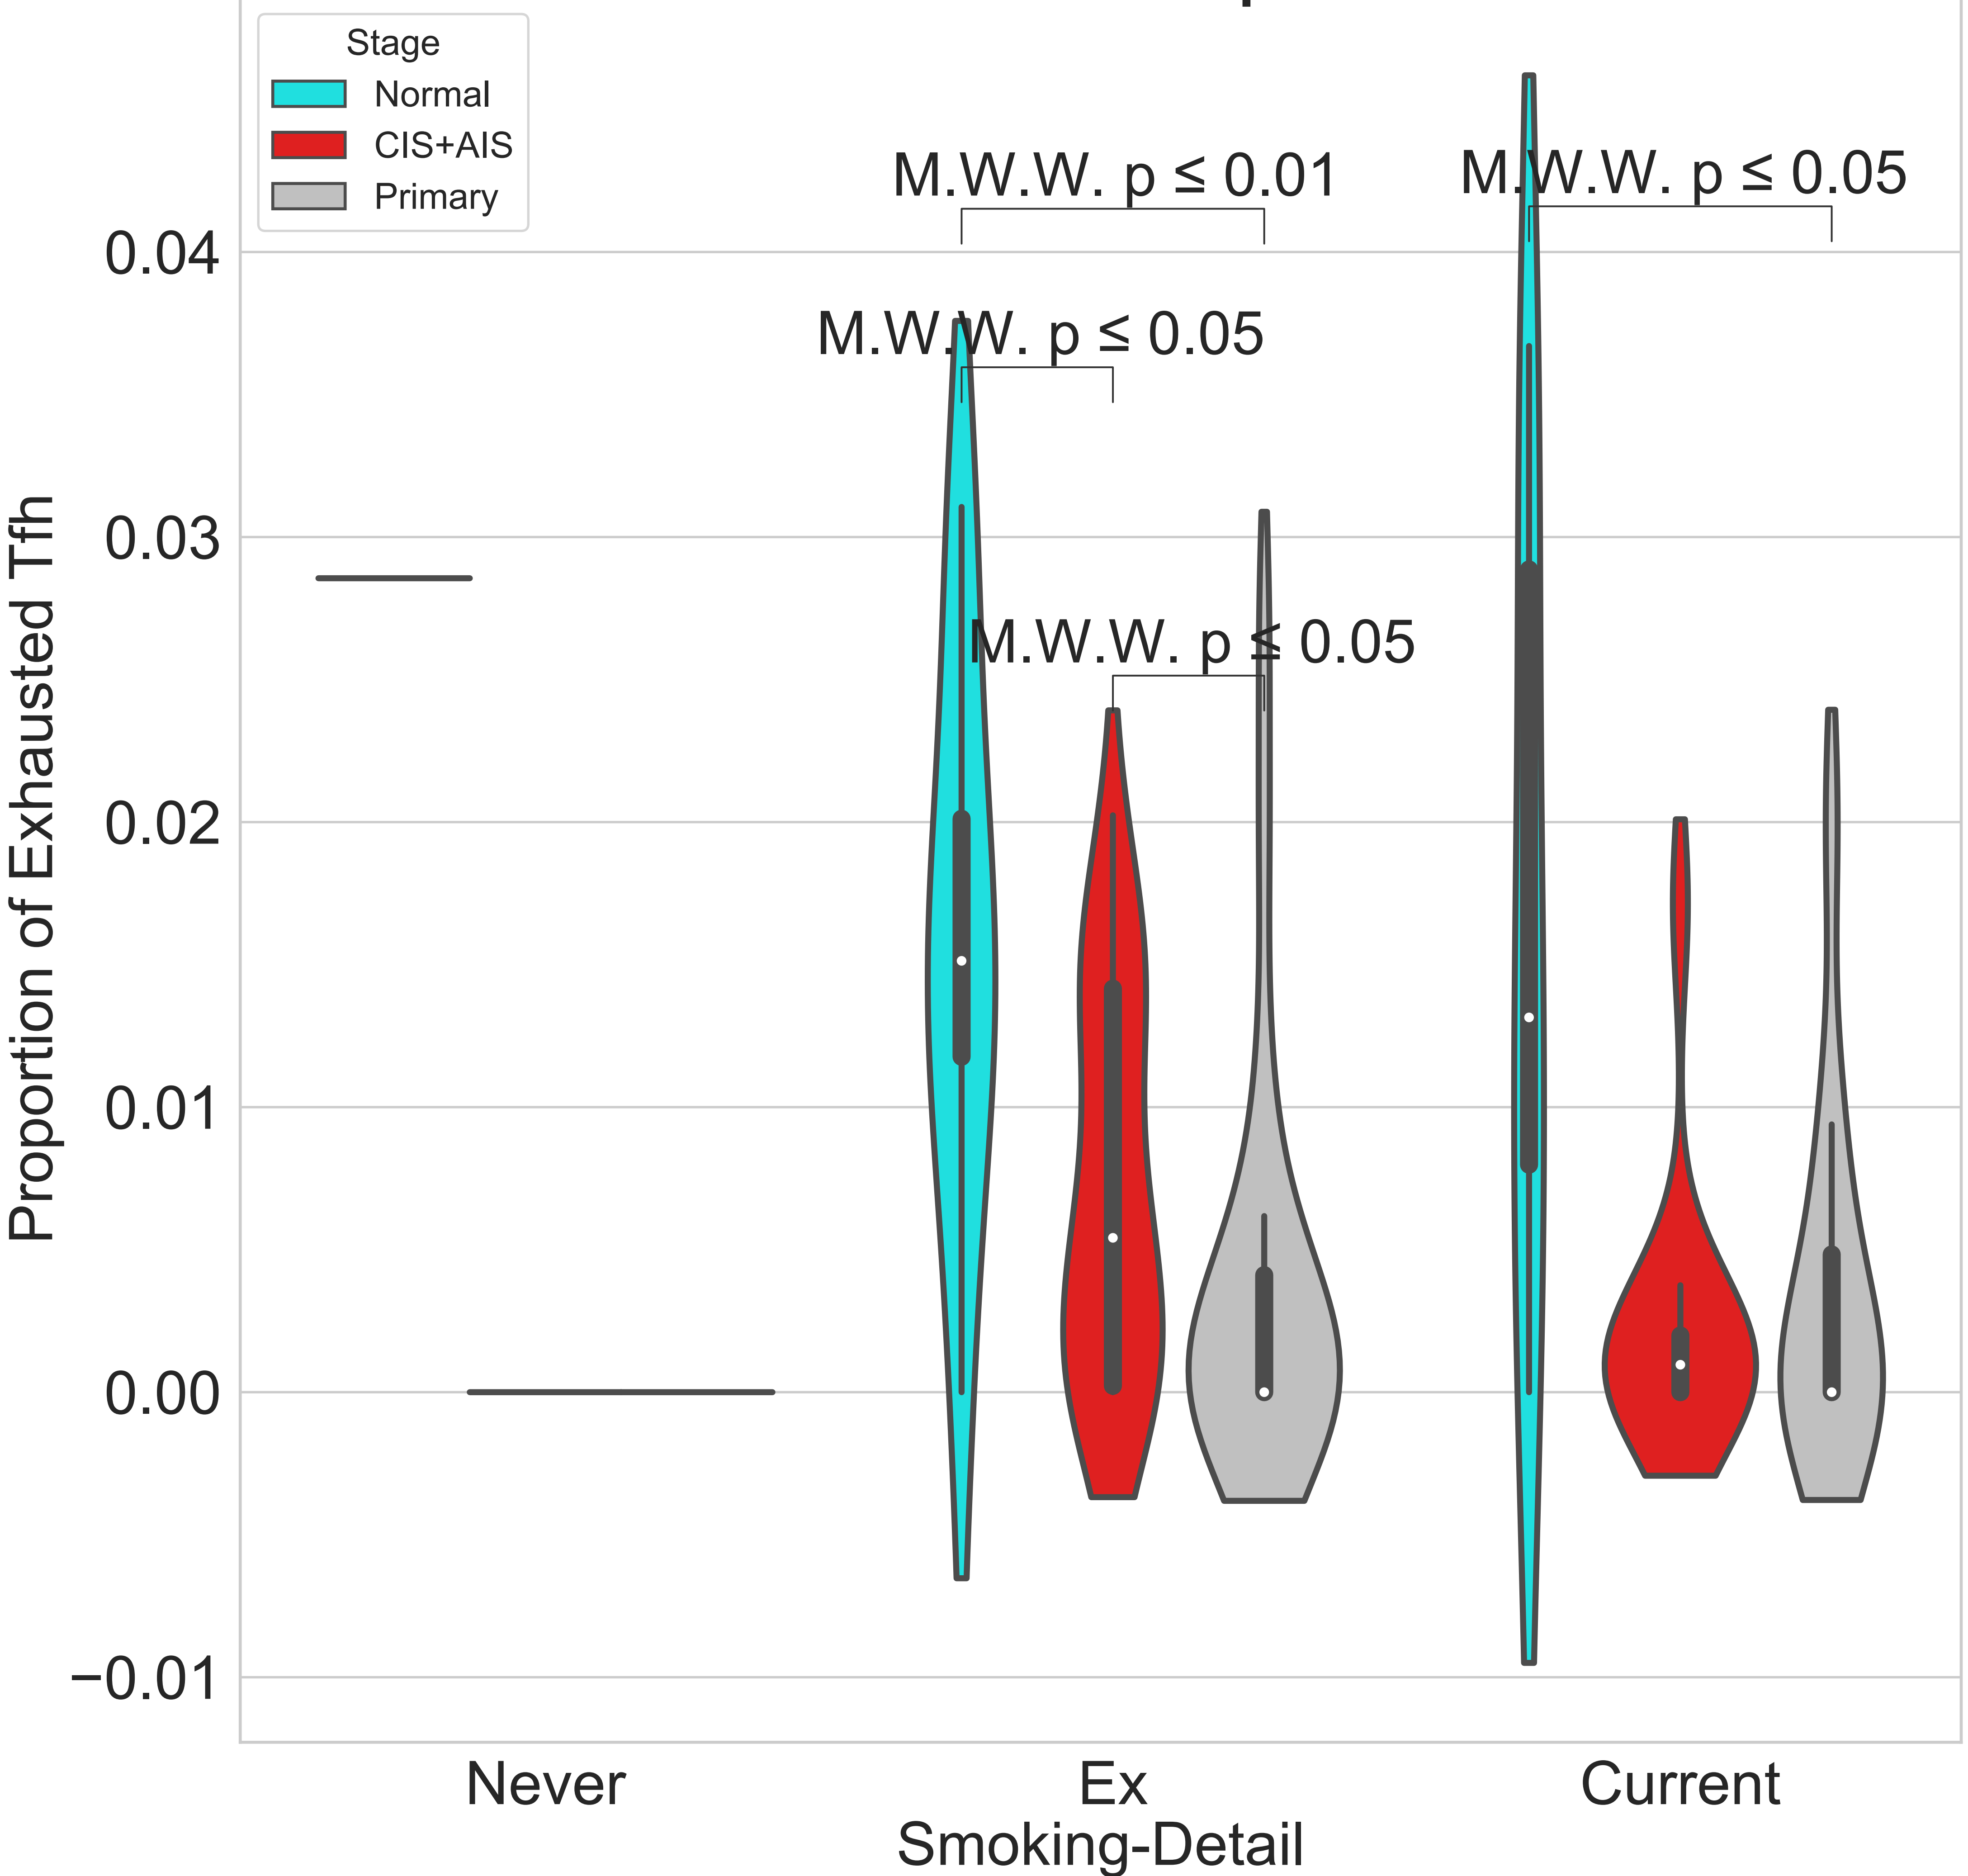 Stage
Normal
CIS+AIS
Primary
M.W.W. p ≤ 0.01
M.W.W. p ≤ 0.05
M.W.W. p ≤ 0.05
M.W.W. p ≤ 0.05
0.04
0.03
0.02
0.01
0.00
−0.01
Proportion of Exhausted Tfh
Never
Ex
Current
Smoking-Detail